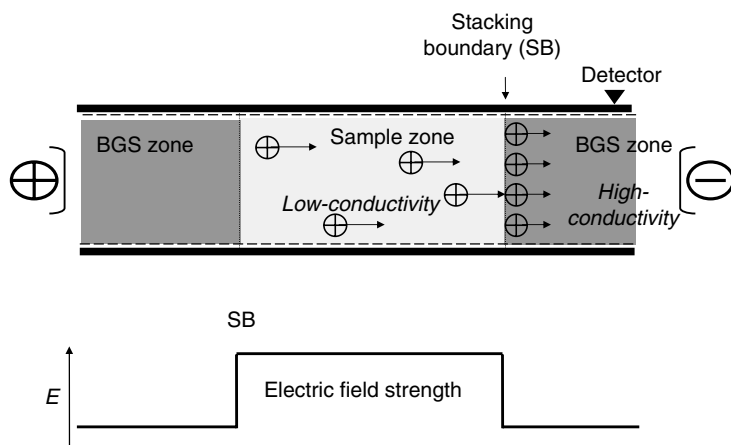 Stacking
boundary (SB)
Detector
BGS zone
Sample zone
BGS zone
Low-conductivity
High-
conductivity
SB
E
Electric field strength